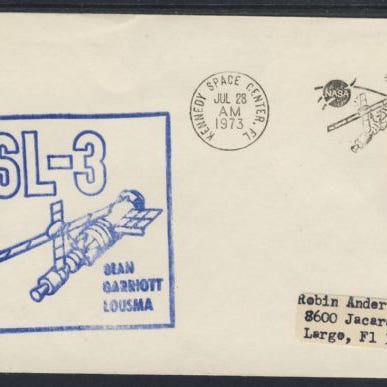 KENNEDY SPACE CENTER, FL
JUL 28
AM
1973
NASA
SL-3
BEAN
GARRIOTT
LOUSMA
Robin Ander
8600 Jacara
Largo, Fl